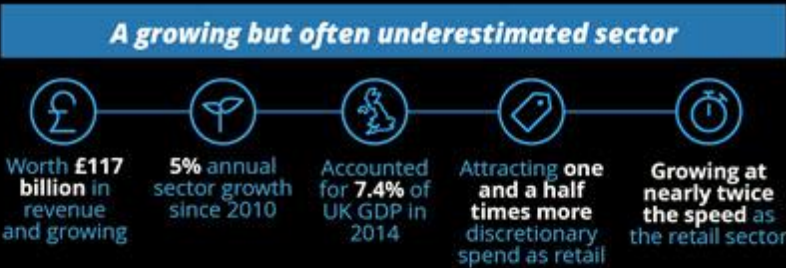 A growing but often underestimated sector
Worth £117
billion in
revenue
and growing
5% annual
sector growth
since 2010
Accounted
for 7.4% of
UK GDP in
2014
Attracting one
and a half
times more
discretionary
spend as retail
Growing at
nearly twice
the speed as
the retail sector